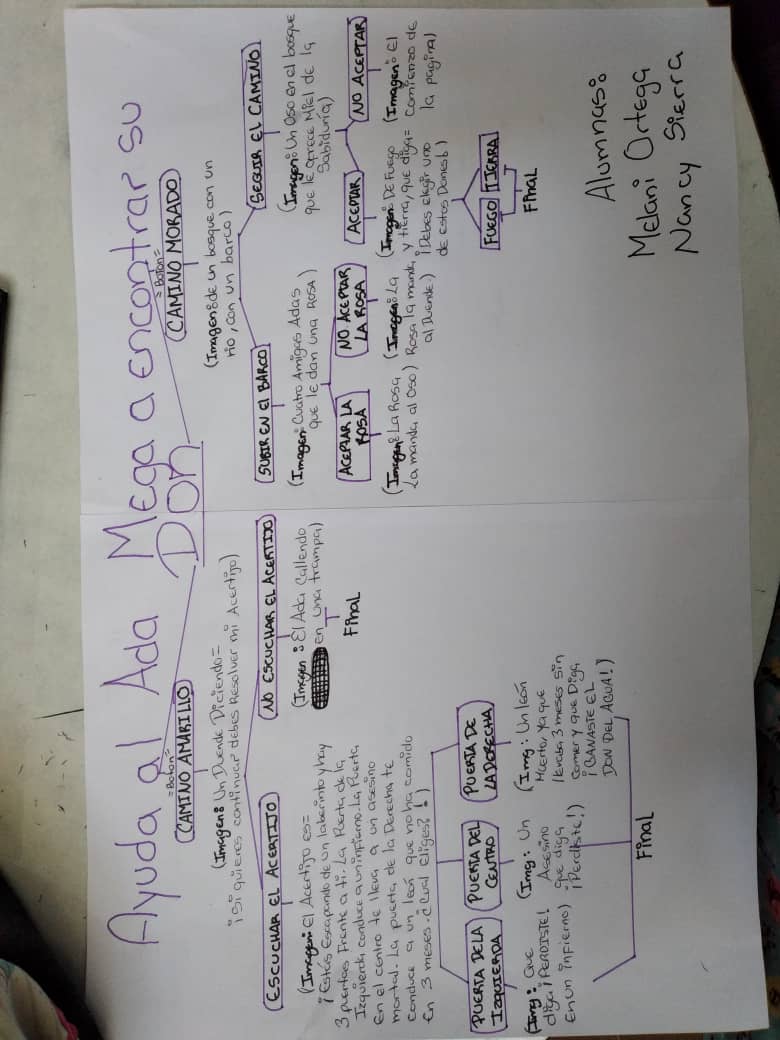 Ayuda al Ada Mega a encontrar su
Don
=Boton=
CAMINO AMARILLO
(Imagen: Un Duende Diciendo=
¡Si quieres continuar debes Resolver mi Acertijo)
ESCUCHAR EL ACERTIJO
(Imagen: El Acertijo es=
¡Estás Escapando de un laberinto y hay
3 puertas Frente a ti. La Puerta de la
Izquierda conduce a un infierno. La Puerta
En el centro te lleva a un asesino
mortal. La puerta de la Derecha te
conduce a un león que no ha comido
En 3 meses. ¿Cual Eliges?!)
PUERTA DE LA
IZQUIERDA
(Img: Que
diga ¡PERDISTE!
En un infierno)
PUERTA DEL
CENTRO
(Img: Un
Asesino
que diga
¡Perdiste!)
PUERTA DE
LA DERECHA
(Img: Un león
Muerto, ya que
llevaba 3 meses sin
comer y que Diga
¡GANASTE EL
DON DEL AGUA!)
Final
NO ESCUCHAR EL ACERTIJO
(Imagen: El Ada Callendo
en una trampa)
Final
=Boton=
CAMINO MORADO
(Imagen: de un bosque con un
rio, con un barco)
SUBIR EN El BARCO
(Imagen: Cuatro Amigas Adas
que le dan una Rosa)
ACEPTAR LA
ROSA
(Imagen: La Rosa
La manda al Oso)
NO ACEPTAR
LA ROSA
(Imagen: La
Rosa la manda
al Duende.)
SEGUIR EL CAMINO
(Imagen: Un Oso en el bosque
que le ofrece Miel de la
Sabiduría)
ACEPTAR
(Imagen: DE Fuego
y tierra, que diga=
¡Debes elegir uno
de estos Dones!)
FUEGO
TIERRA
Final
NO ACEPTAR
(Imagen: El
comienzo de
la pagina)
Alumnas:
Melani Ortega
Nancy Sierra